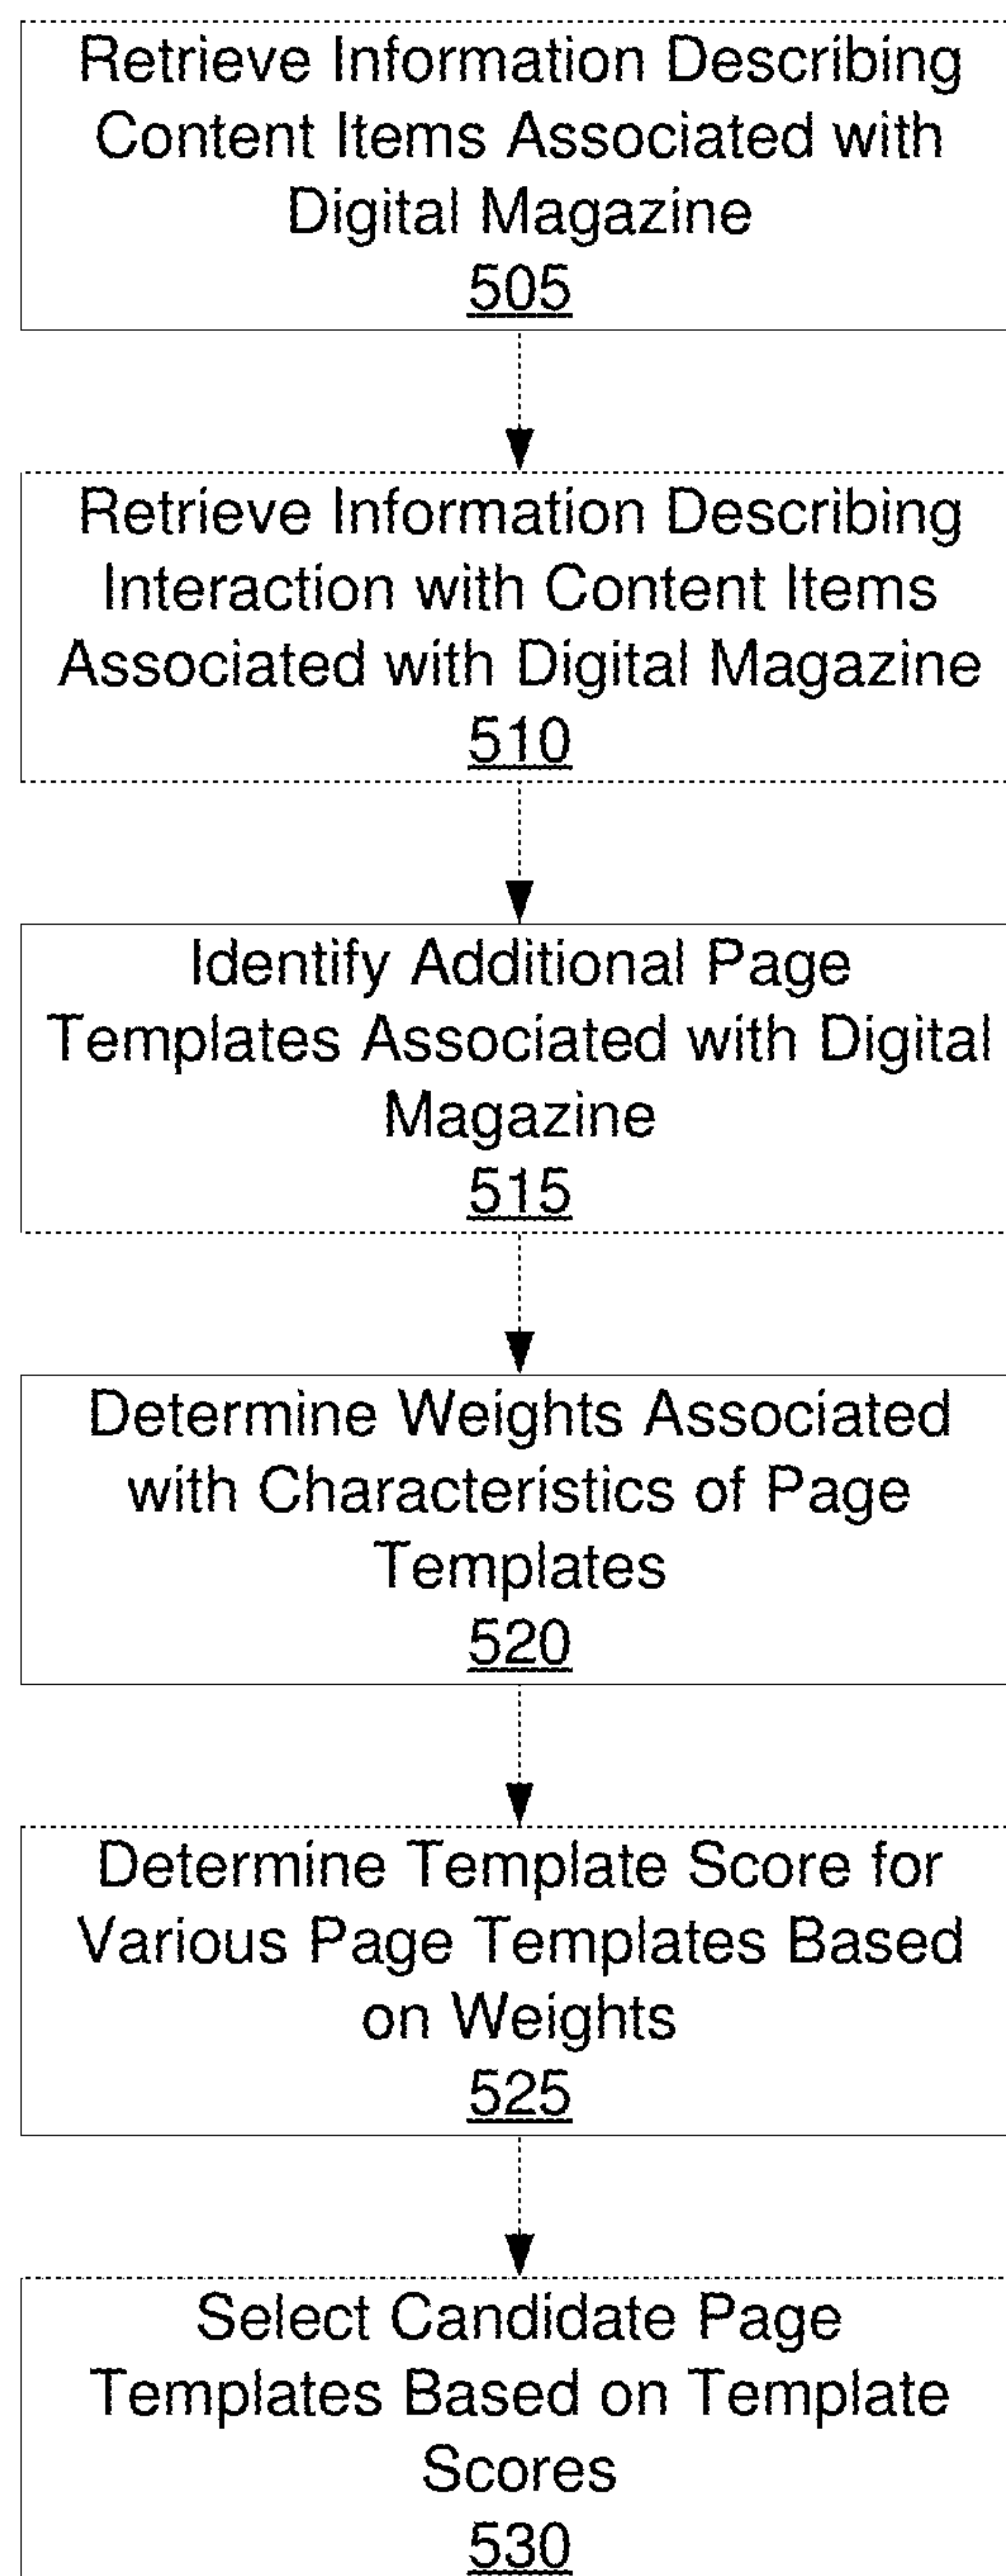 Retrieve Information Describing
Content Items Associated with
Digital Magazine
505
Retrieve Information Describing
Interaction with Content Items
Associated with Digital Magazine
510
Identify Additional Page
Templates Associated with Digital
Magazine
515
Determine Weights Associated
with Characteristics of Page
Templates
520
Determine Template Score for
Various Page Templates Based
on Weights
525
Select Candidate Page
Templates Based on Template
Scores
530